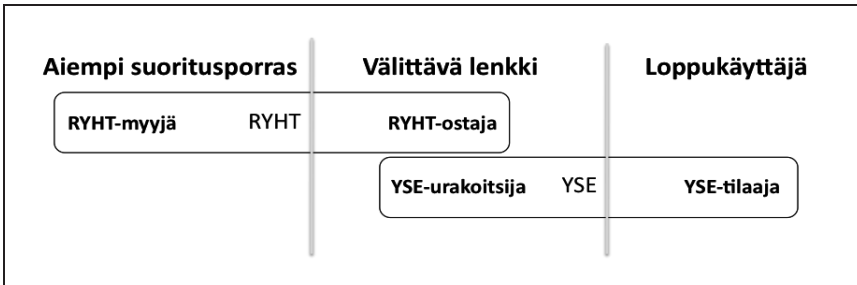 Aiempi suoritusporras Välittävä lenkki Loppukäyttäjä
RYHT-myyjä RYHT RYHT-ostaja
YSE-urakoitsija YSE YSE-tilaaja